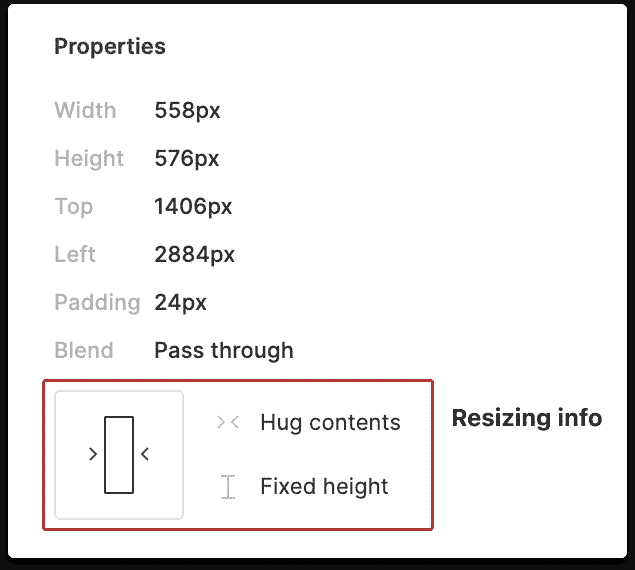 Properties
Width 558px
Height 576px
Top 1406px
Left 2884px
Padding 24px
Blend Pass through
Hug contents
Resizing info
Fixed height